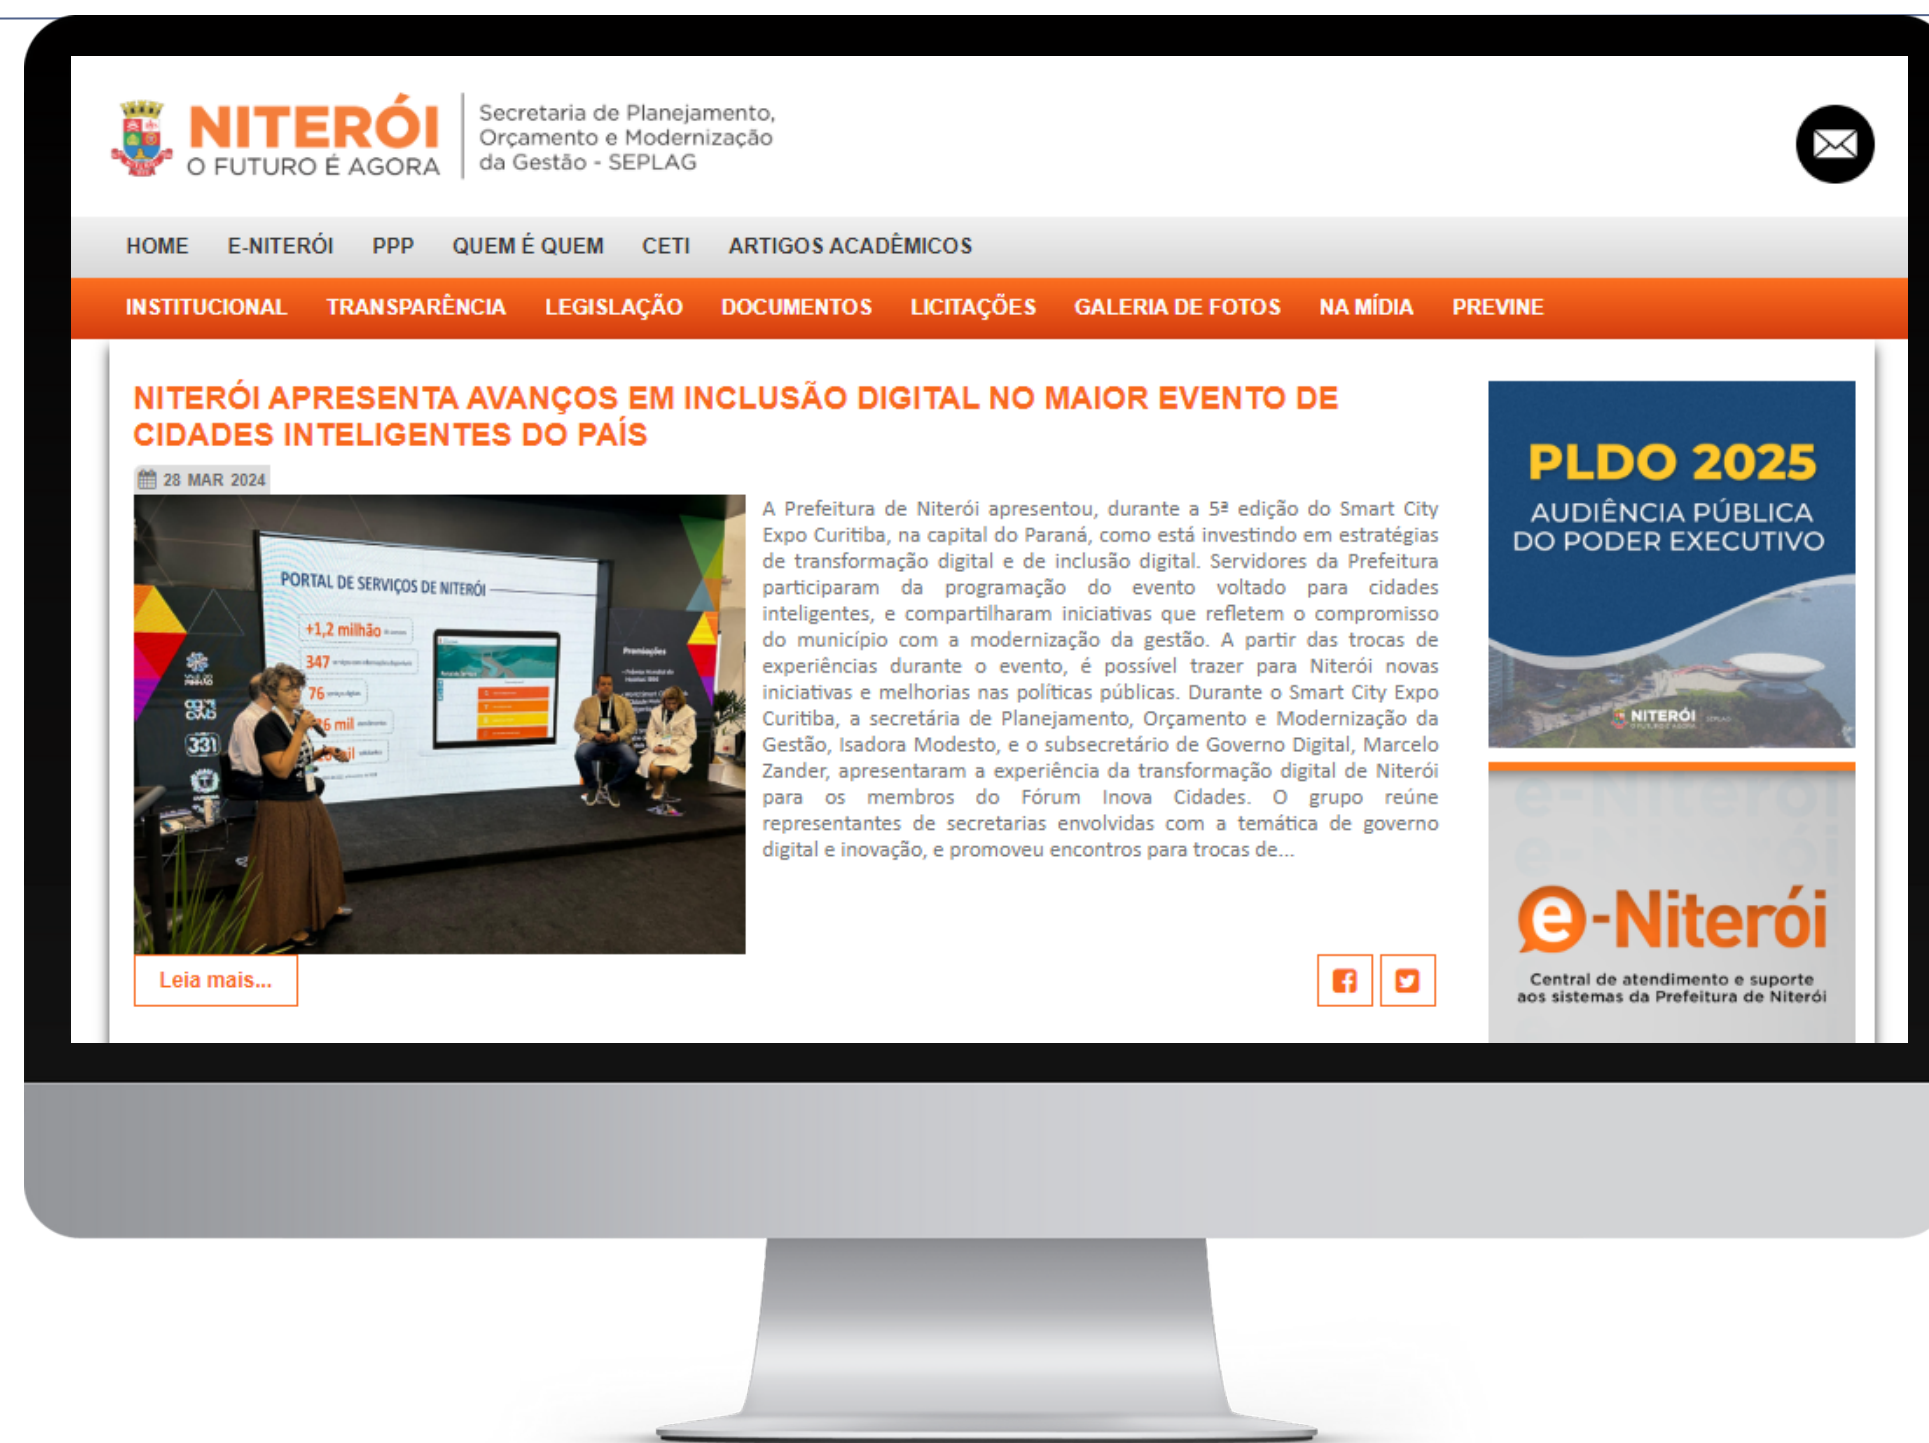 NITERÓI
O FUTURO É AGORA
Secretaria de Planejamento,
Orçamento e Modernização
da Gestão - SEPLAG
HOME E-NITERÓI PPP QUEM É QUEM CETI ARTIGOS ACADÊMICOS
INSTITUCIONAL TRANSPARÊNCIA LEGISLAÇÃO DOCUMENTOS LICITAÇÕES GALERIA DE FOTOS NA MÍDIA PREVINE
NITERÓI APRESENTA AVANÇOS EM INCLUSÃO DIGITAL NO MAIOR EVENTO DE
CIDADES INTELIGENTES DO PAÍS
28 MAR 2024
PORTAL DE SERVIÇOS DE NITERÓI
+1,2 milhão
347
76
mil
Premiações
331
A Prefeitura de Niterói apresentou, durante a 5ª edição do Smart City
Expo Curitiba, na capital do Paraná, como está investindo em estratégias
de transformação digital e de inclusão digital. Servidores da Prefeitura
participaram da programação do evento voltado para cidades
inteligentes, e compartilharam iniciativas que refletem o compromisso
do município com a modernização da gestão. A partir das trocas de
experiências durante o evento, é possível trazer para Niterói novas
iniciativas e melhorias nas políticas públicas. Durante o Smart City Expo
Curitiba, a secretária de Planejamento, Orçamento e Modernização da
Gestão, Isadora Modesto, e o subsecretário de Governo Digital, Marcelo
Zander, apresentaram a experiência da transformação digital de Niterói
para os membros do Fórum Inova Cidades. O grupo reúne
representantes de secretarias envolvidas com a temática de governo
digital e inovação, e promoveu encontros para trocas de...
Leia mais...
PLDO 2025
AUDIÊNCIA PÚBLICA
DO PODER EXECUTIVO
NITERÓI
e-Niterói
e-Niterói
Central de atendimento e suporte
aos sistemas da Prefeitura de Niterói